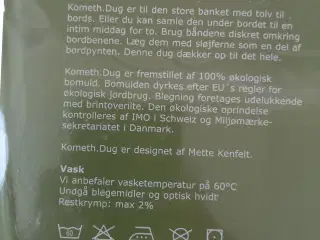 Kometh.Dug er til den store banket med tolv til .
bords. Eller du kan samle den under bordet til en
intim middag for to. Brug båndene diskret omkring
bordbenene. Læg dem med sløjferne som en del af
bordpynten. Denne dug dækker op til det hele.
Kometh.Dug er fremstillet af 100% økologisk
bomuld. Bomulden dyrkes efter EU´s regler for
økologisk jordbrug. Blegning foretages udelukkende
med brintoverilte. Den økologiske oprindelse
kontrolleres af IMO i Schweiz og Miljømærke-
sekretariatet i Danmark.
Kometh.Dug er designet af Mette Kenfelt.
Vask
Vi anbefaler vasketemperatur på 60°C
Undgå blegemidler og optisk hvidt
Restkrymp: max 2%